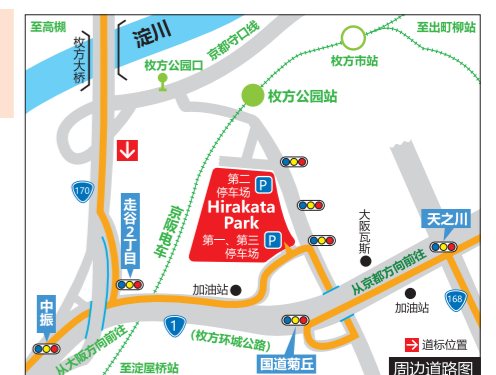 至高槻
淀川
京都守口线
至出町柳站
枚方大桥
枚方公园口
枚方市站
枚方公园站
170
走谷2丁目
京阪电车
第二
停车场
P
Hirakata
Park
第一、第三
停车场
P
大阪瓦斯
天之川
从京都方向前往
加油站
加油站
168
中振
1
(枚方环城公路)
从大阪方向前往
国道菊丘
道标位置
至淀屋桥站
周边道路图